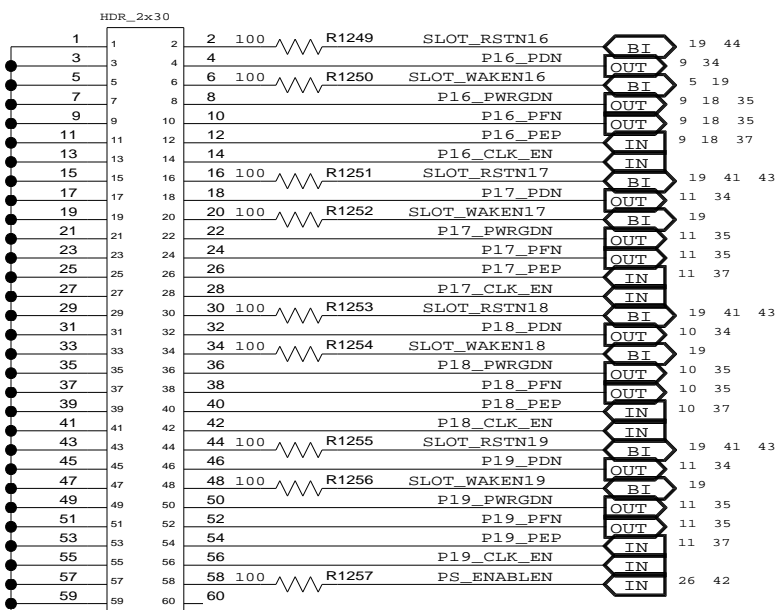 HDR_2x30
1 1 2 2 100 R1249 SLOT_RSTN16 BI 19 44
3 3 4 4 P16_PDN OUT 9 34
5 5 6 6 100 R1250 SLOT_WAKEN16 BI 5 19
7 7 8 8 P16_PWRGDN OUT 9 18 35
9 9 10 10 P16_PFN OUT 9 18 35
11 11 12 12 P16_PEP IN 9 18 37
13 13 14 14 P16_CLK_EN IN
15 15 16 16 100 R1251 SLOT_RSTN17 BI 19 41 43
17 17 18 18 P17_PDN OUT 11 34
19 19 20 20 100 R1252 SLOT_WAKEN17 BI 19
21 21 22 22 P17_PWRGDN OUT 11 35
23 23 24 24 P17_PFN OUT 11 35
25 25 26 26 P17_PEP IN 11 37
27 27 28 28 P17_CLK_EN IN
29 29 30 30 100 R1253 SLOT_RSTN18 BI 19 41 43
31 31 32 32 P18_PDN OUT 10 34
33 33 34 34 100 R1254 SLOT_WAKEN18 BI 19
35 35 36 36 P18_PWRGDN OUT 10 35
37 37 38 38 P18_PFN OUT 10 35
39 39 40 40 P18_PEP IN 10 37
41 41 42 42 P18_CLK_EN IN
43 43 44 44 100 R1255 SLOT_RSTN19 BI 19 41 43
45 45 46 46 P19_PDN OUT 11 34
47 47 48 48 100 R1256 SLOT_WAKEN19 BI 19
49 49 50 50 P19_PWRGDN OUT 11 35
51 51 52 52 P19_PFN OUT 11 35
53 53 54 54 P19_PEP IN 11 37
55 55 56 56 P19_CLK_EN IN
57 57 58 58 100 R1257 PS_ENABLEN IN 26 42
59 59 60 60